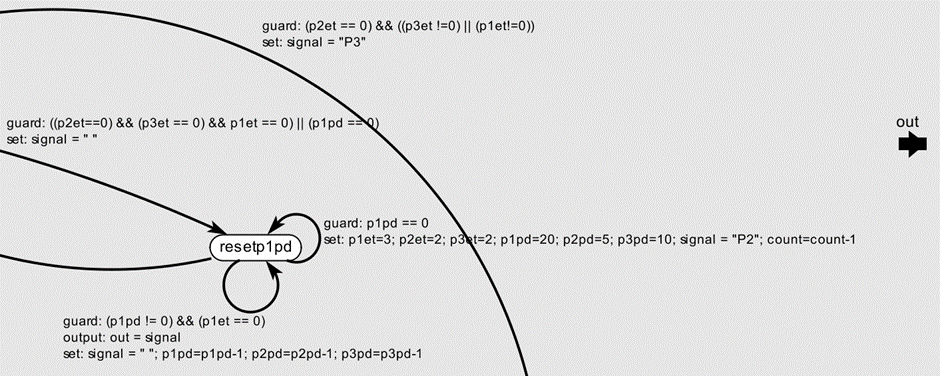 guard: (p2et == 0) && ((p3et !=0) || (p1et!=0))
set: signal = "P3"
guard: ((p2et==0) && (p3et == 0) && p1et == 0) || (p1pd == 0)
set: signal = " "
out
guard: p1pd == 0
set: p1et=3; p2et=2; p3et=2; p1pd=20; p2pd=5; p3pd=10; signal = "P2"; count=count-1
resetp1pd
guard: (p1pd != 0) && (p1et == 0)
output: out = signal
set: signal = " "; p1pd=p1pd-1; p2pd=p2pd-1; p3pd=p3pd-1